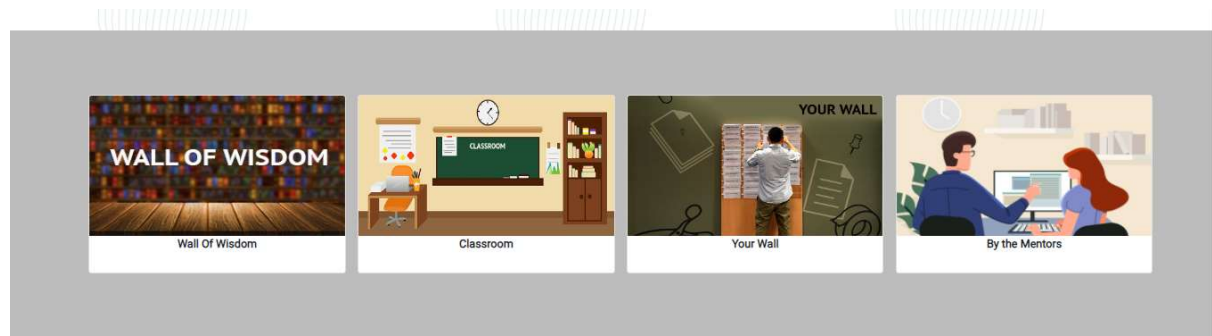 WALL OF WISDOM
CLASSROOM
YOUR WALL
Wall Of Wisdom
Classroom
Your Wall
By the Mentors